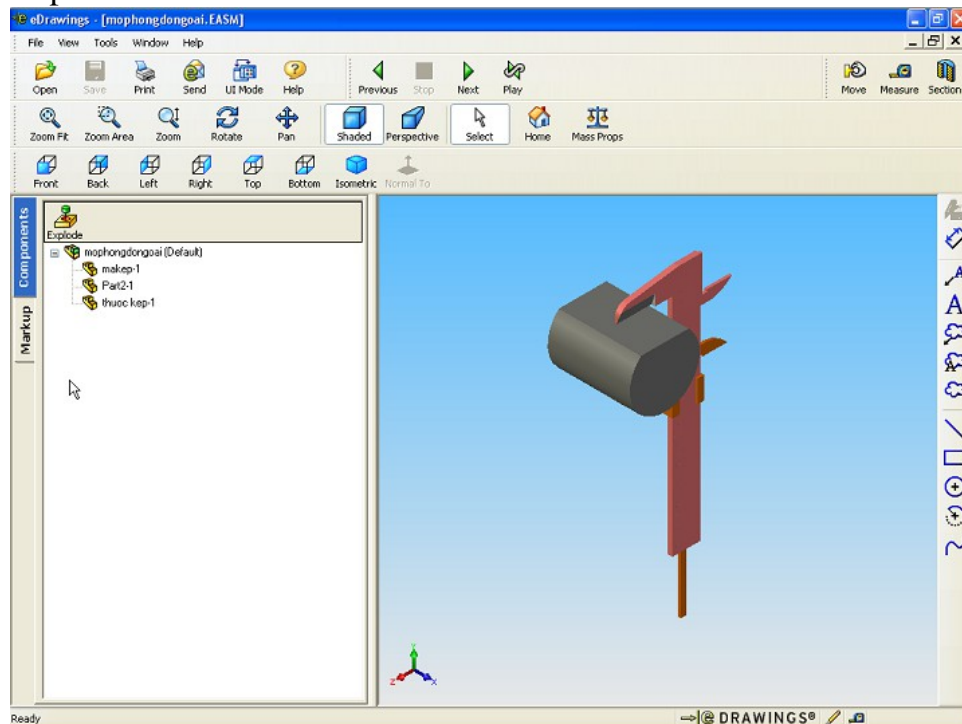 eDrawings - [mophongdongoai.EASM]
File View Tools Window Help
Open Save Print Send UI Mode Help Previous Stop Next Play Move Measure Section
Zoom Fit Zoom Area Zoom Rotate Pan Shaded Perspective Select Home Mass Props
Front Back Left Right Top Bottom Isometric Normal To
Components
Markup
Explode
mophongdongoai (Default)
makep-1
Part2-1
thuoc kep-1
Y
Z
X
Ready
DRAWINGS®